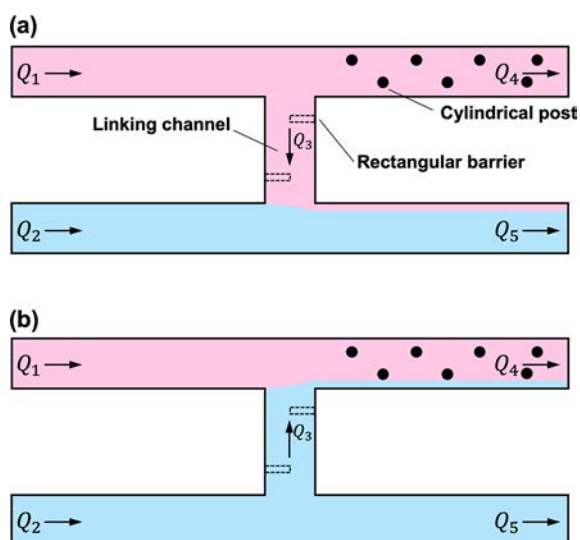 (a)
Q1
Q4
Linking channel
Cylindrical post
Q3
Rectangular barrier
Q2
Q5
(b)
Q1
Q4
Q3
Q2
Q5